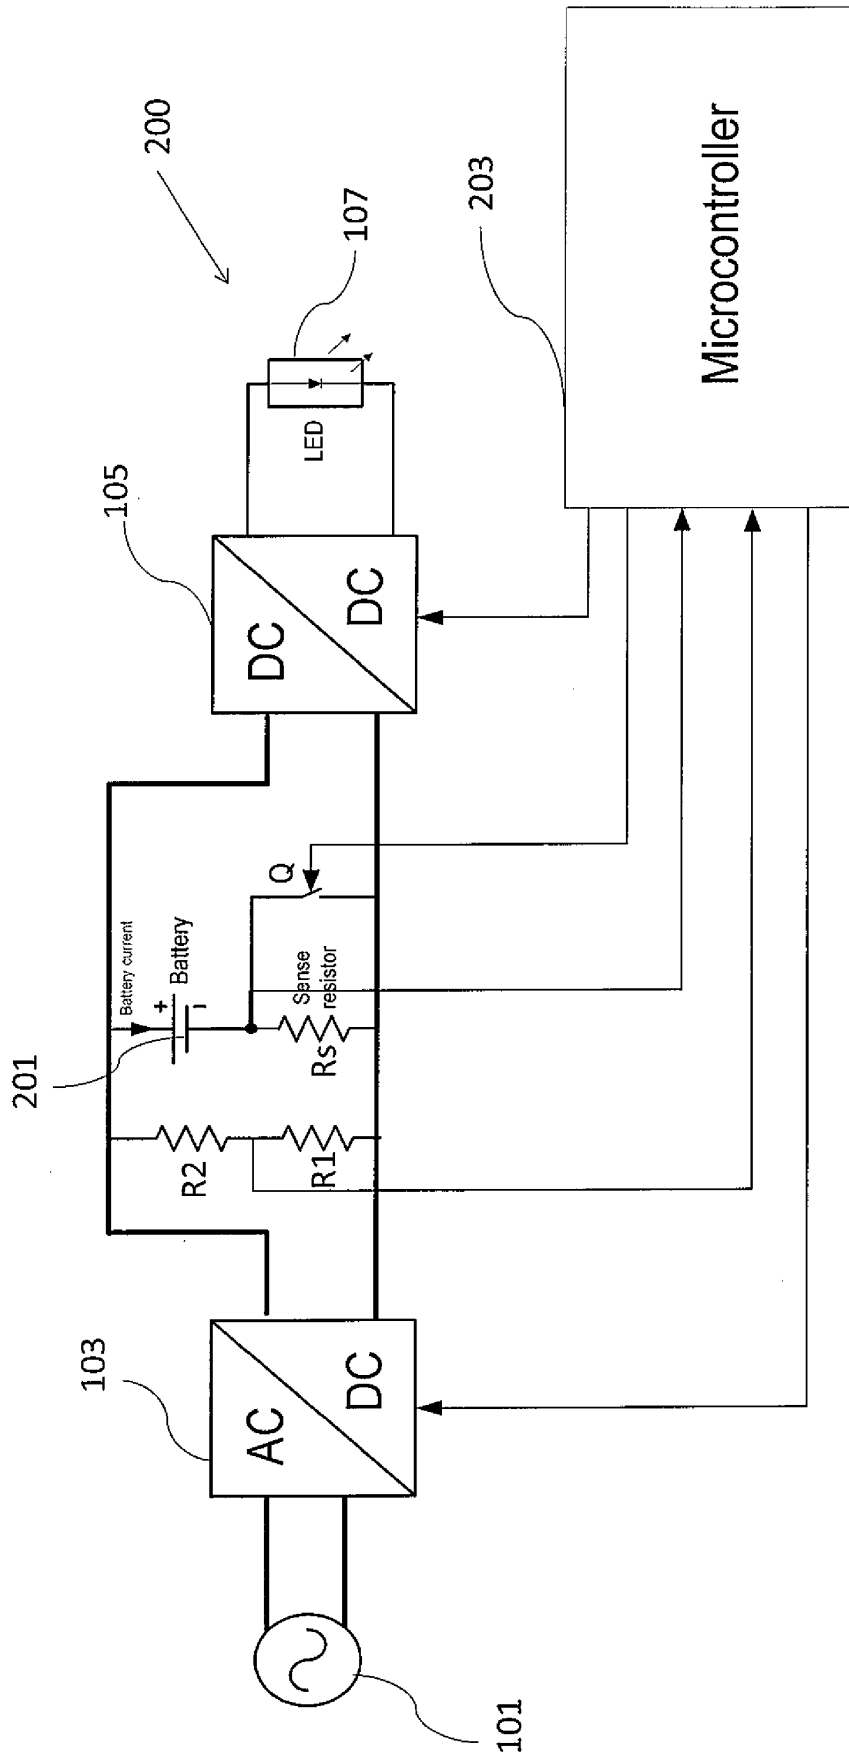 200
105
107
LED
DC
DC
201
Battery current
+
Battery
-
Q
Sense
resistor
Rs
R2
R1
103
AC
DC
101
203
Microcontroller